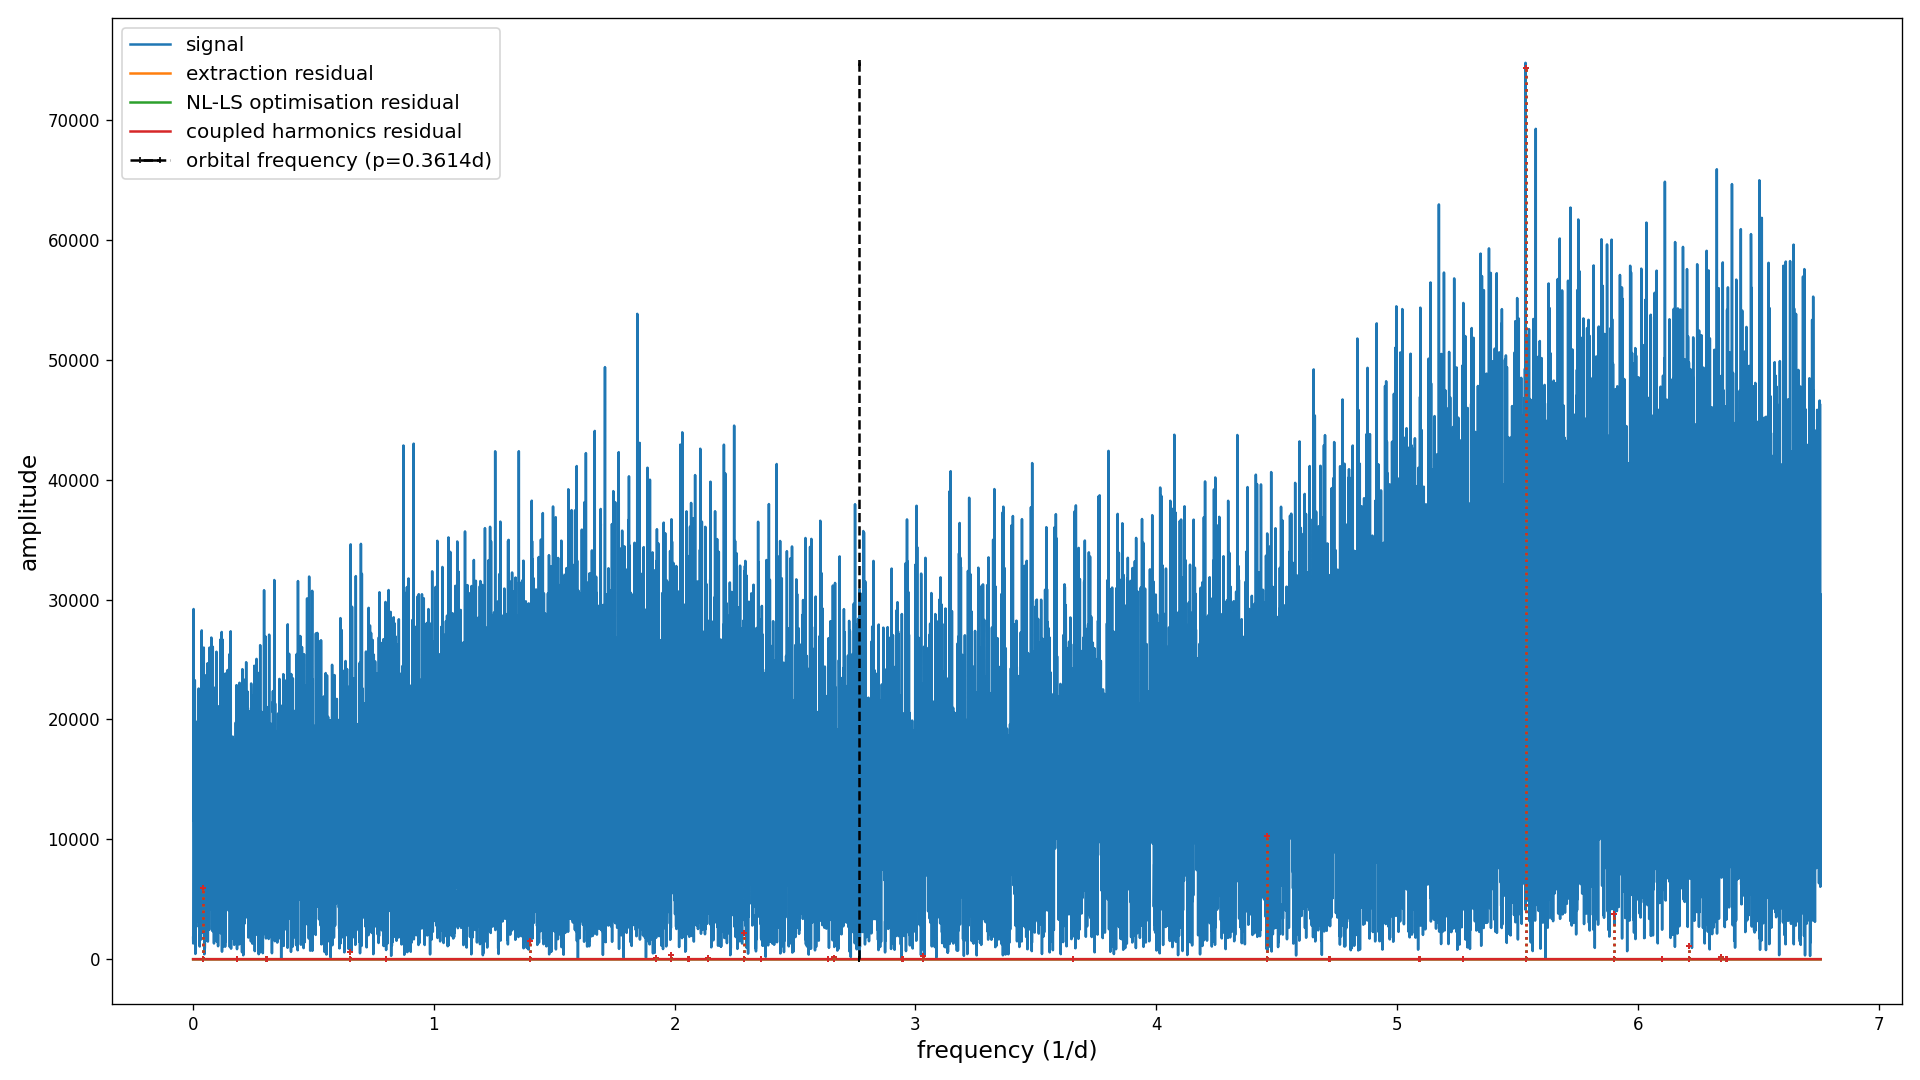 signal
extraction residual
NL-LS optimisation residual
coupled harmonics residual
orbital frequency (p=0.3614d)
amplitude
70000
60000
50000
40000
30000
20000
10000
0
0 1 2 3 4 5 6 7
frequency (1/d)